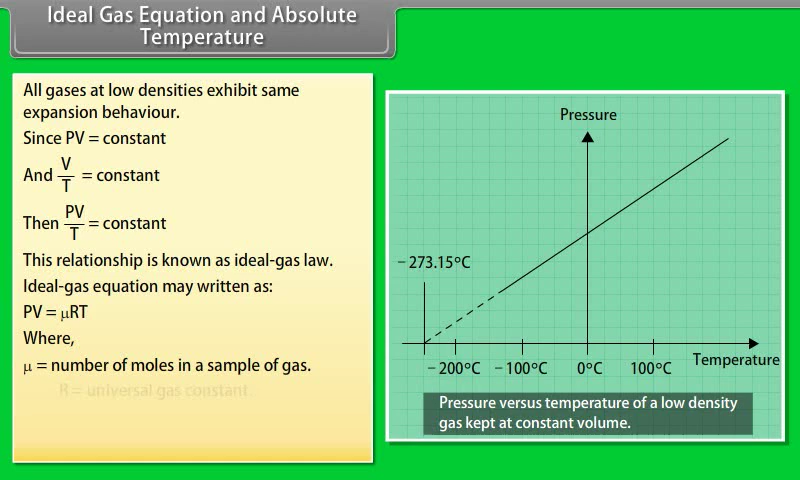 Ideal Gas Equation and Absolute
Temperature
All gases at low densities exhibit same
expansion behaviour.
Since PV = constant
And V/T = constant
Then PV/T = constant
This relationship is known as ideal-gas law.
Ideal-gas equation may written as:
PV = μRT
Where,
μ = number of moles in a sample of gas.
R = universal gas constant.
Pressure
−273.15°C
−200°C −100°C 0°C 100°C Temperature
Pressure versus temperature of a low density
gas kept at constant volume.